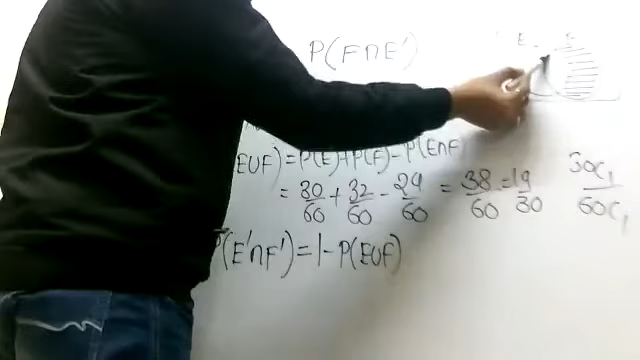 P(F∩E')
E
EUF) = P(E)+P(F)-P(E∩F)
= 30/60 + 32/60 - 24/60 = 38/60 = 19/30
30C₁/60C₁
P(E'∩F') = 1-P(EUF)